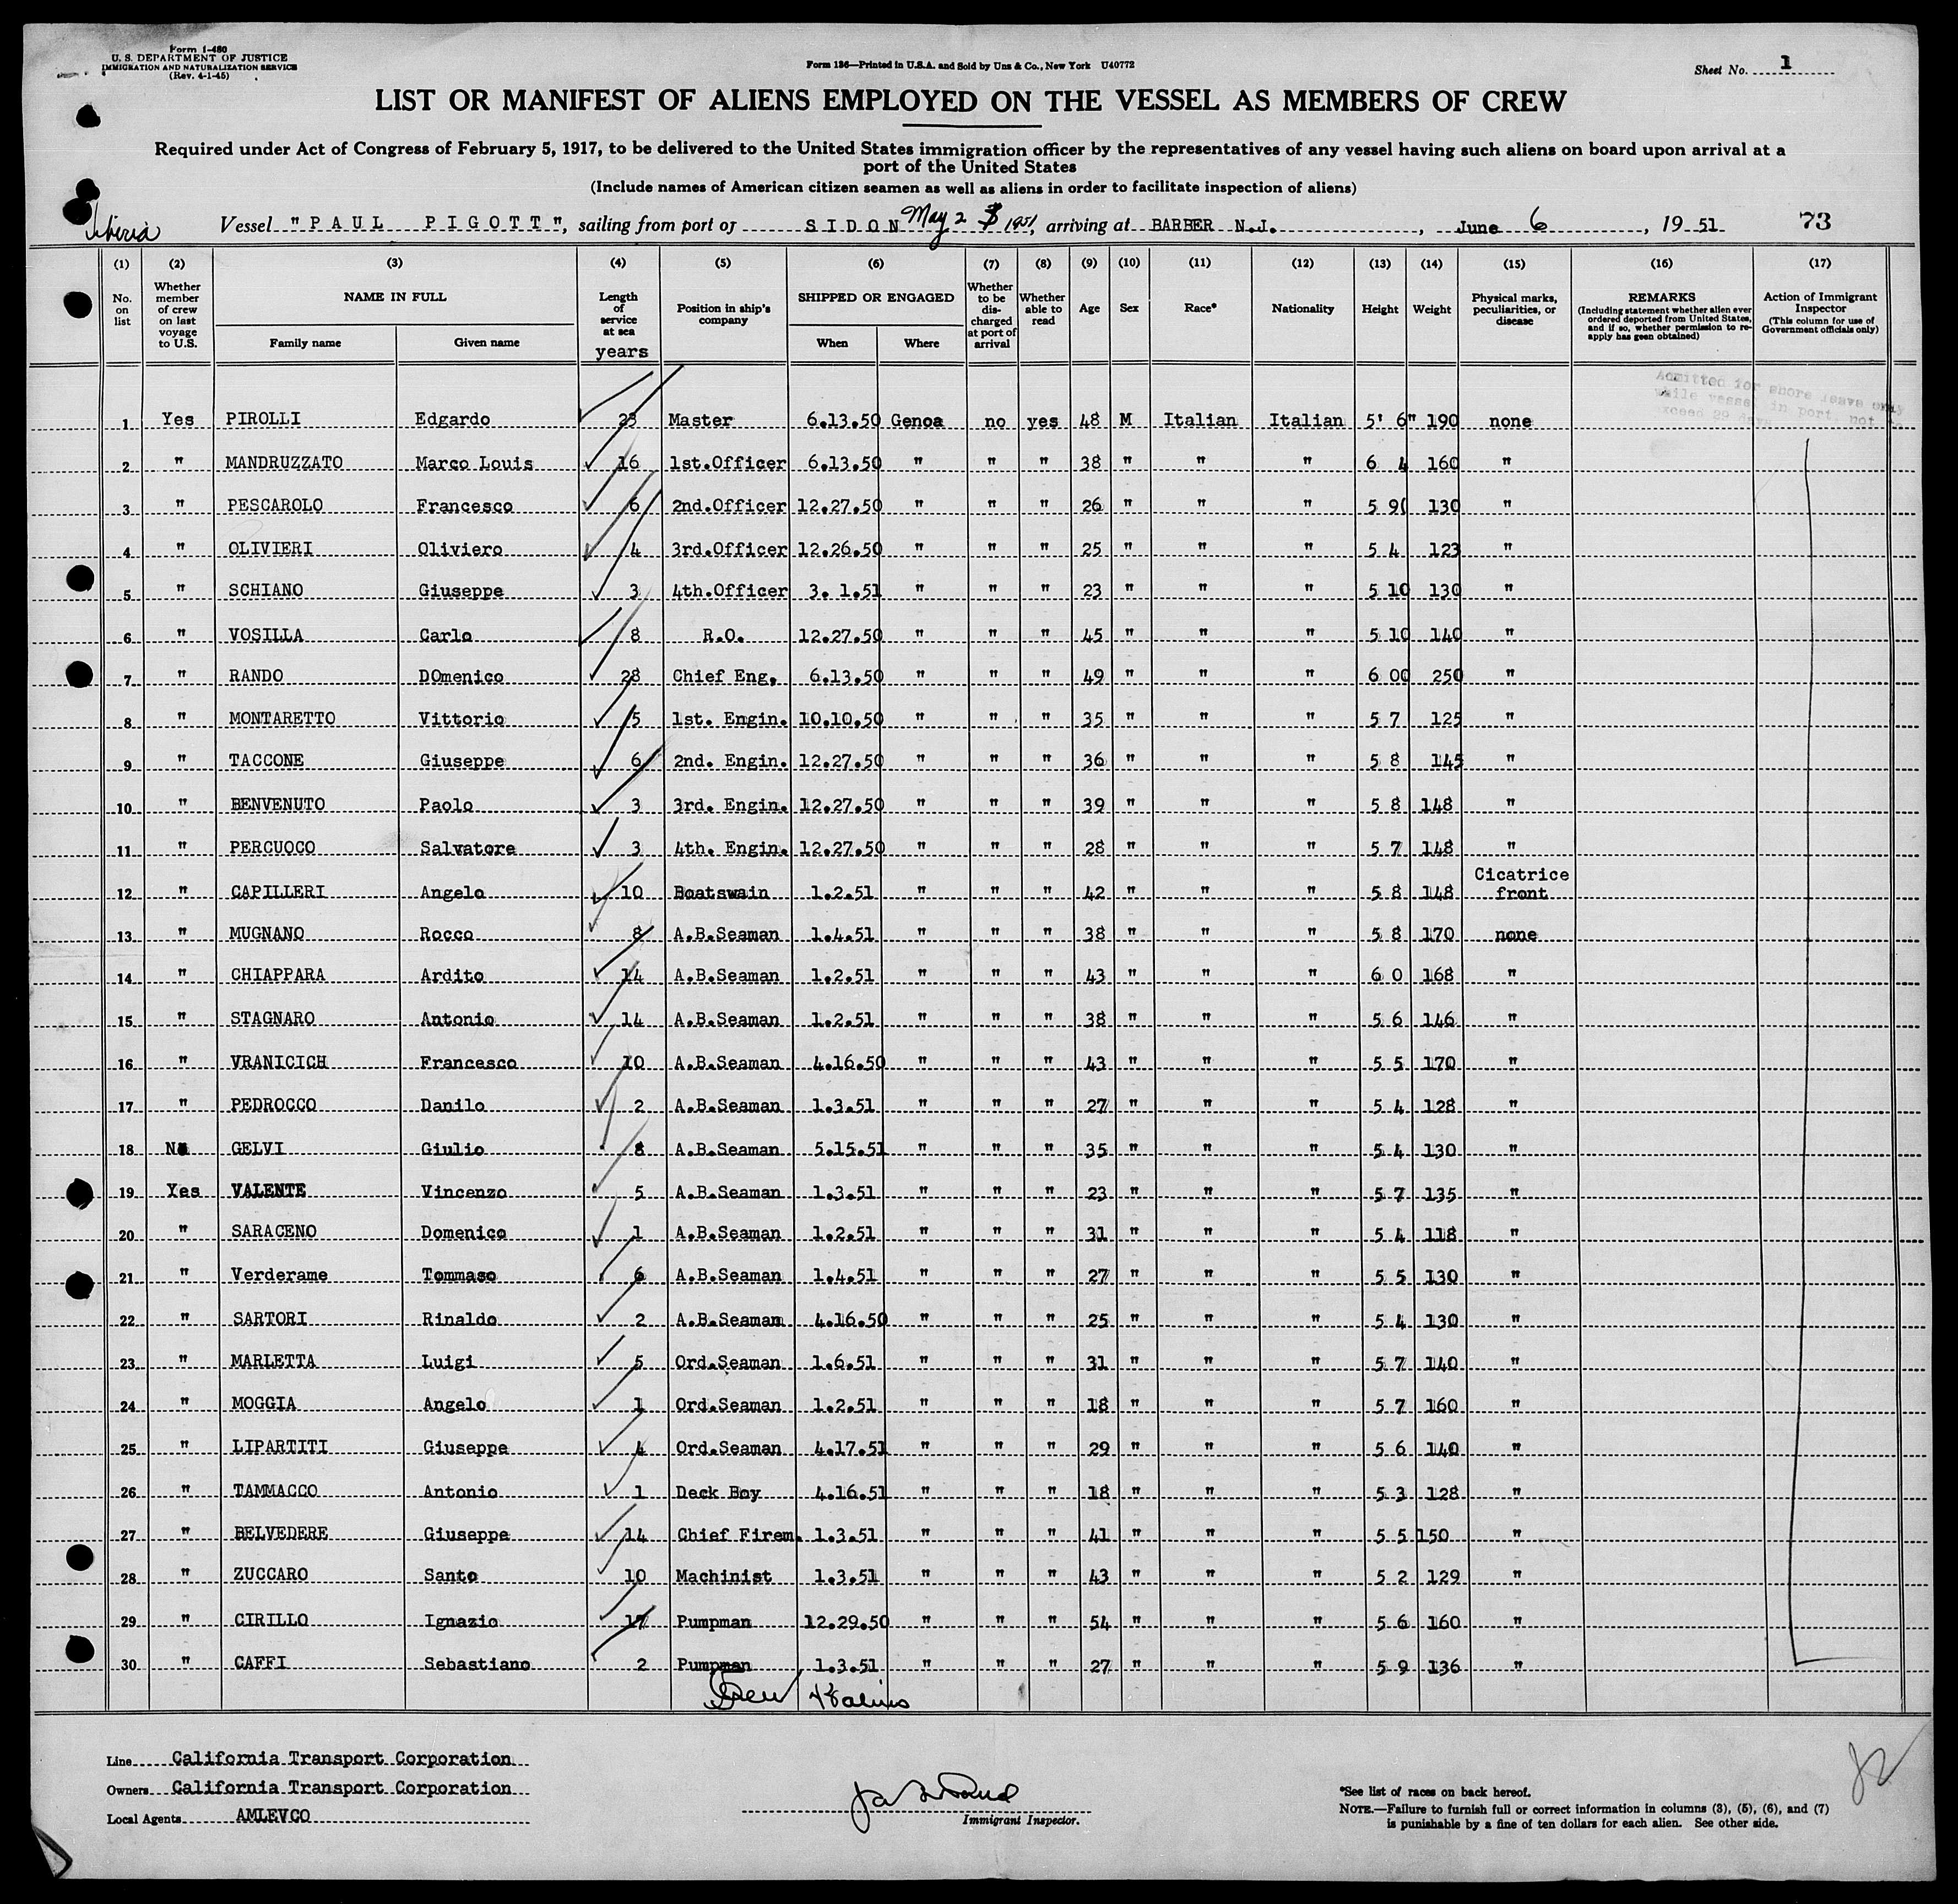 Form I-480
U. S. DEPARTMENT OF JUSTICE
IMMIGRATION AND NATURALIZATION SERVICE
(Rev. 4-1-45)
Form 136—Printed in U.S.A. and Sold by Unz & Co., New York U40772
Sheet No. 1
LIST OR MANIFEST OF ALIENS EMPLOYED ON THE VESSEL AS MEMBERS OF CREW
Required under Act of Congress of February 5, 1917, to be delivered to the United States immigration officer by the representatives of any vessel having such aliens on board upon arrival at a
port of the United States
(Include names of American citizen seamen as well as aliens in order to facilitate inspection of aliens)
Liberia Vessel "PAUL PIGOTT", sailing from port of SIDON May 2 1951, arriving at BARBER N.J., June 6, 19 51 73
(1) (2) (3) (4) (5) (6) (7) (8) (9) (10) (11) (12) (13) (14) (15) (16) (17)
No. on list
Whether member of crew on last voyage to U.S.
NAME IN FULL
Family name Given name
Length of service at sea years
Position in ship's company
SHIPPED OR ENGAGED
When Where
Whether to be discharged at port of arrival
Whether able to read
Age Sex Race* Nationality Height Weight
Physical marks, peculiarities, or disease
REMARKS
(Including statement whether alien ever ordered deported from United States, and if so, whether permission to re-apply has been obtained)
Action of Immigrant Inspector
(This column for use of Government officials only)
Admitted for shore leave only
while vessel in port, not to
exceed 29 days
1 Yes PIROLLI Edgardo 23 Master 6.13.50 Genoa no yes 48 M Italian Italian 5' 6" 190 none
2 " MANDRUZZATO Marco Louis 16 1st.Officer 6.13.50 " " " 38 " " " 6 4 160 "
3 " PESCAROLO Francesco 6 2nd.Officer 12.27.50 " " " 26 " " " 5 9 130 "
4 " OLIVIERI Oliviero 4 3rd.Officer 12.26.50 " " " 25 " " " 5 4 123 "
5 " SCHIANO Giuseppe 3 4th.Officer 3. 1.51 " " " 23 " " " 5 10 130 "
6 " VOSILLA Carlo 8 R.O. 12.27.50 " " " 45 " " " 5 10 140 "
7 " RANDO DOmenico 28 Chief Eng. 6.13.50 " " " 49 " " " 6 00 250 "
8 " MONTARETTO Vittorio 5 1st. Engin. 10.10.50 " " " 35 " " " 5 7 125 "
9 " TACCONE Giuseppe 6 2nd. Engin. 12.27.50 " " " 36 " " " 5 8 145 "
10 " BENVENUTO Paolo 3 3rd. Engin. 12.27.50 " " " 39 " " " 5 8 148 "
11 " PERCUOCO Salvatore 3 4th. Engin. 12.27.50 " " " 28 " " " 5 7 148 "
12 " CAPILLERI Angelo 10 Boatswain 1.2.51 " " " 42 " " " 5 8 148 Cicatrice front
13 " MUGNANO Rocco 8 A.B.Seaman 1.4.51 " " " 38 " " " 5 8 170 none
14 " CHIAPPARA Ardito 14 A.B.Seaman 1.2.51 " " " 43 " " " 6 0 168 "
15 " STAGNARO Antonio 14 A.B.Seaman 1.2.51 " " " 38 " " " 5 6 146 "
16 " VRANICICH Francesco 10 A.B.Seaman 4.16.50 " " " 43 " " " 5 5 170 "
17 " PEDROCCO Danilo 2 A.B.Seaman 1.3.51 " " " 27 " " " 5 4 128 "
18 No GELVI Giulio 8 A.B.Seaman 5.15.51 " " " 35 " " " 5 4 130 "
19 Yes VALENTE Vincenzo 5 A.B.Seaman 1.3.51 " " " 23 " " " 5 7 135 "
20 " SARACENO Domenico 1 A.B.Seaman 1.2.51 " " " 31 " " " 5 4 118 "
21 " Verderame Tommaso 6 A.B.Seaman 1.4.51 " " " 27 " " " 5 5 130 "
22 " SARTORI Rinaldo 2 A.B.Seaman 4.16.50 " " " 25 " " " 5 4 130 "
23 " MARLETTA Luigi 5 Ord.Seaman 1.6.51 " " " 31 " " " 5 7 140 "
24 " MOGGIA Angelo 1 Ord.Seaman 1.2.51 " " " 18 " " " 5 7 160 "
25 " LIPARTITI Giuseppe 4 Ord.Seaman 4.17.51 " " " 29 " " " 5 6 140 "
26 " TAMMACCO Antonio 1 Deck Boy 4.16.51 " " " 18 " " " 5 3 128 "
27 " BELVEDERE Giuseppe 14 Chief Firem. 1.3.51 " " " 41 " " " 5 5 150 "
28 " ZUCCARO Santo 10 Machinist 1.3.51 " " " 43 " " " 5 2 129 "
29 " CIRILLO Ignazio 17 Pumpman 12.29.50 " " " 54 " " " 5 6 160 "
30 " CAFFI Sebastiano 2 Pumpman 1.3.51 " " " 27 " " " 5 9 136 "
Line California Transport Corporation
Owners California Transport Corporation
Local Agents AMLEVCO
Immigrant Inspector.
*See list of races on back hereof.
NOTE.—Failure to furnish full or correct information in columns (3), (5), (6), and (7)
is punishable by a fine of ten dollars for each alien. See other side.